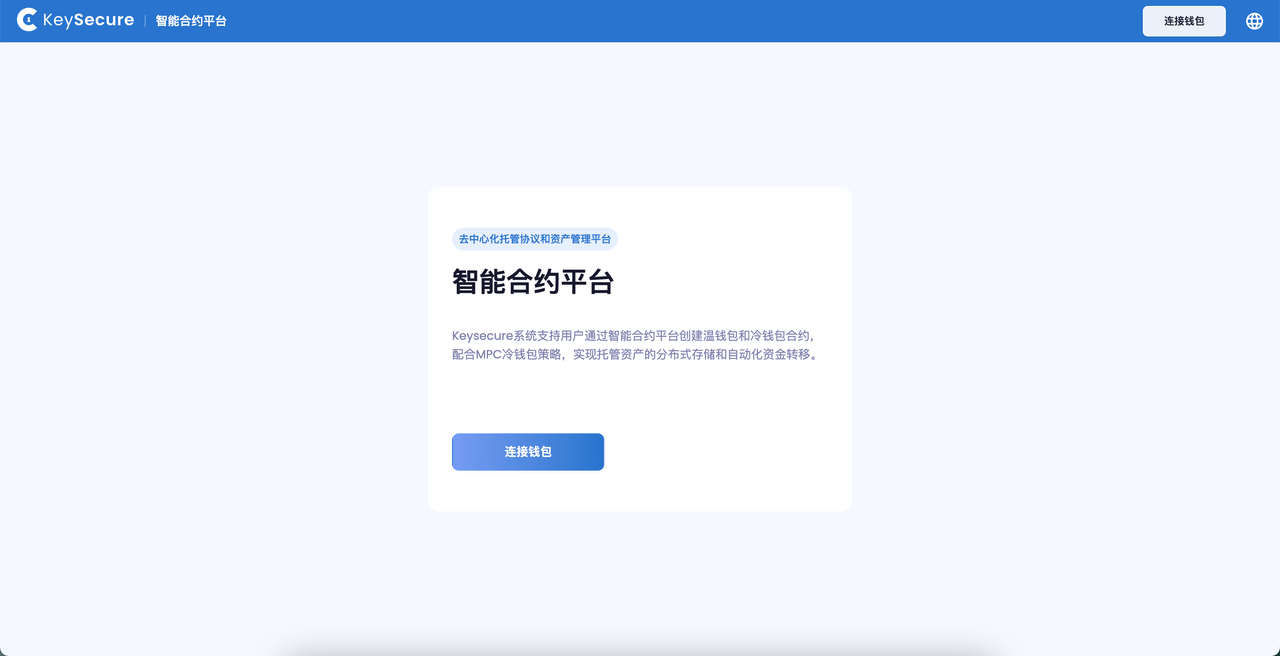 KeySecure | 智能合约平台
连接钱包
去中心化托管协议和资产管理平台
智能合约平台
Keysecure系统支持用户通过智能合约平台创建温钱包和冷钱包合约，
配合MPC冷钱包策略，实现托管资产的分布式存储和自动化资金转移。
连接钱包